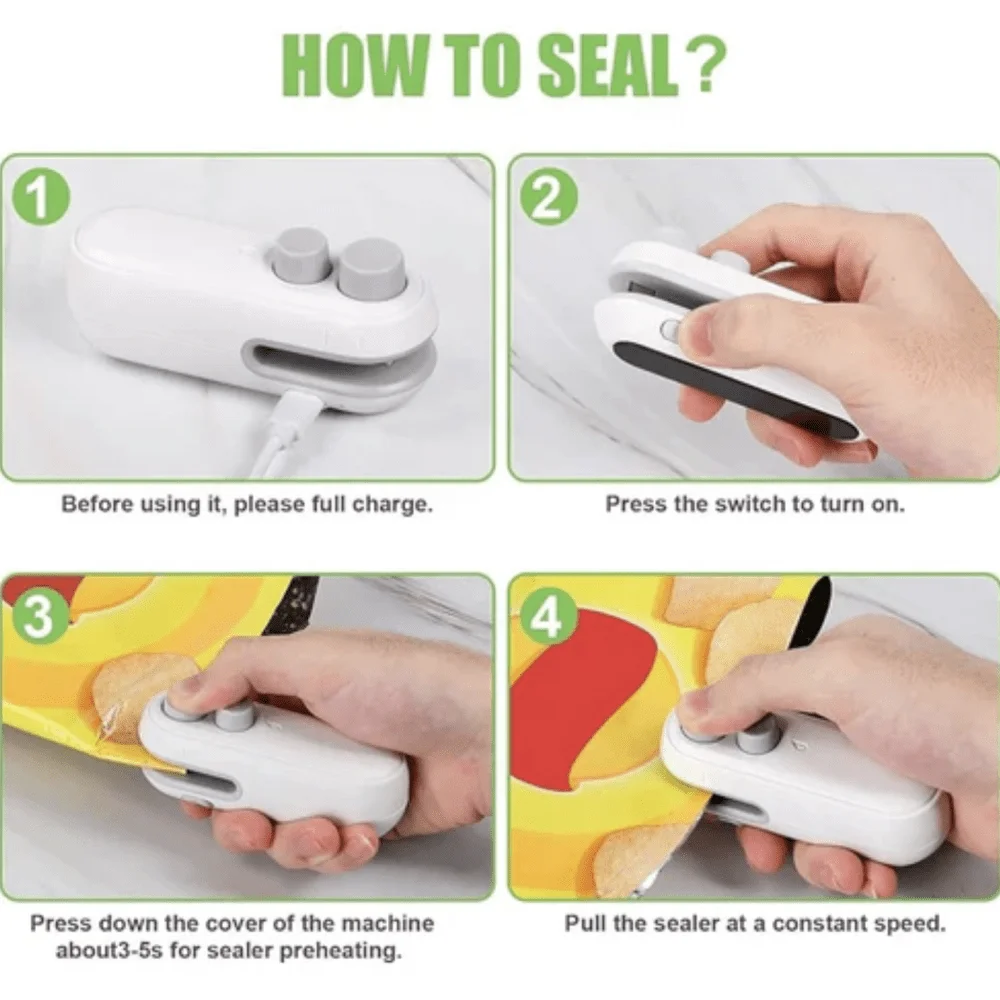 HOW TO SEAL?
1
2
Before using it, please full charge.
Press the switch to turn on.
3
4
Press down the cover of the machine
about3-5s for sealer preheating.
Pull the sealer at a constant speed.